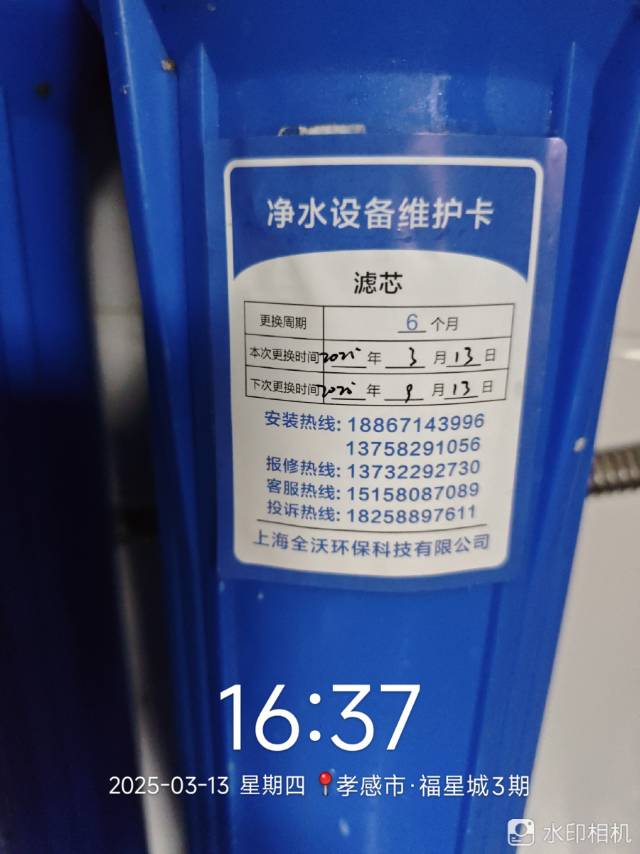 净水设备维护卡
滤芯
更换周期 6 个月
本次更换时间 2025 年 3 月 13 日
下次更换时间 2025 年 9 月 13 日
安装热线: 18867143996
13758291056
报修热线: 13732292730
客服热线: 15158087089
投诉热线: 18258897611
上海全沃环保科技有限公司
16:37
2025-03-13 星期四 孝感市·福星城3期
水印相机